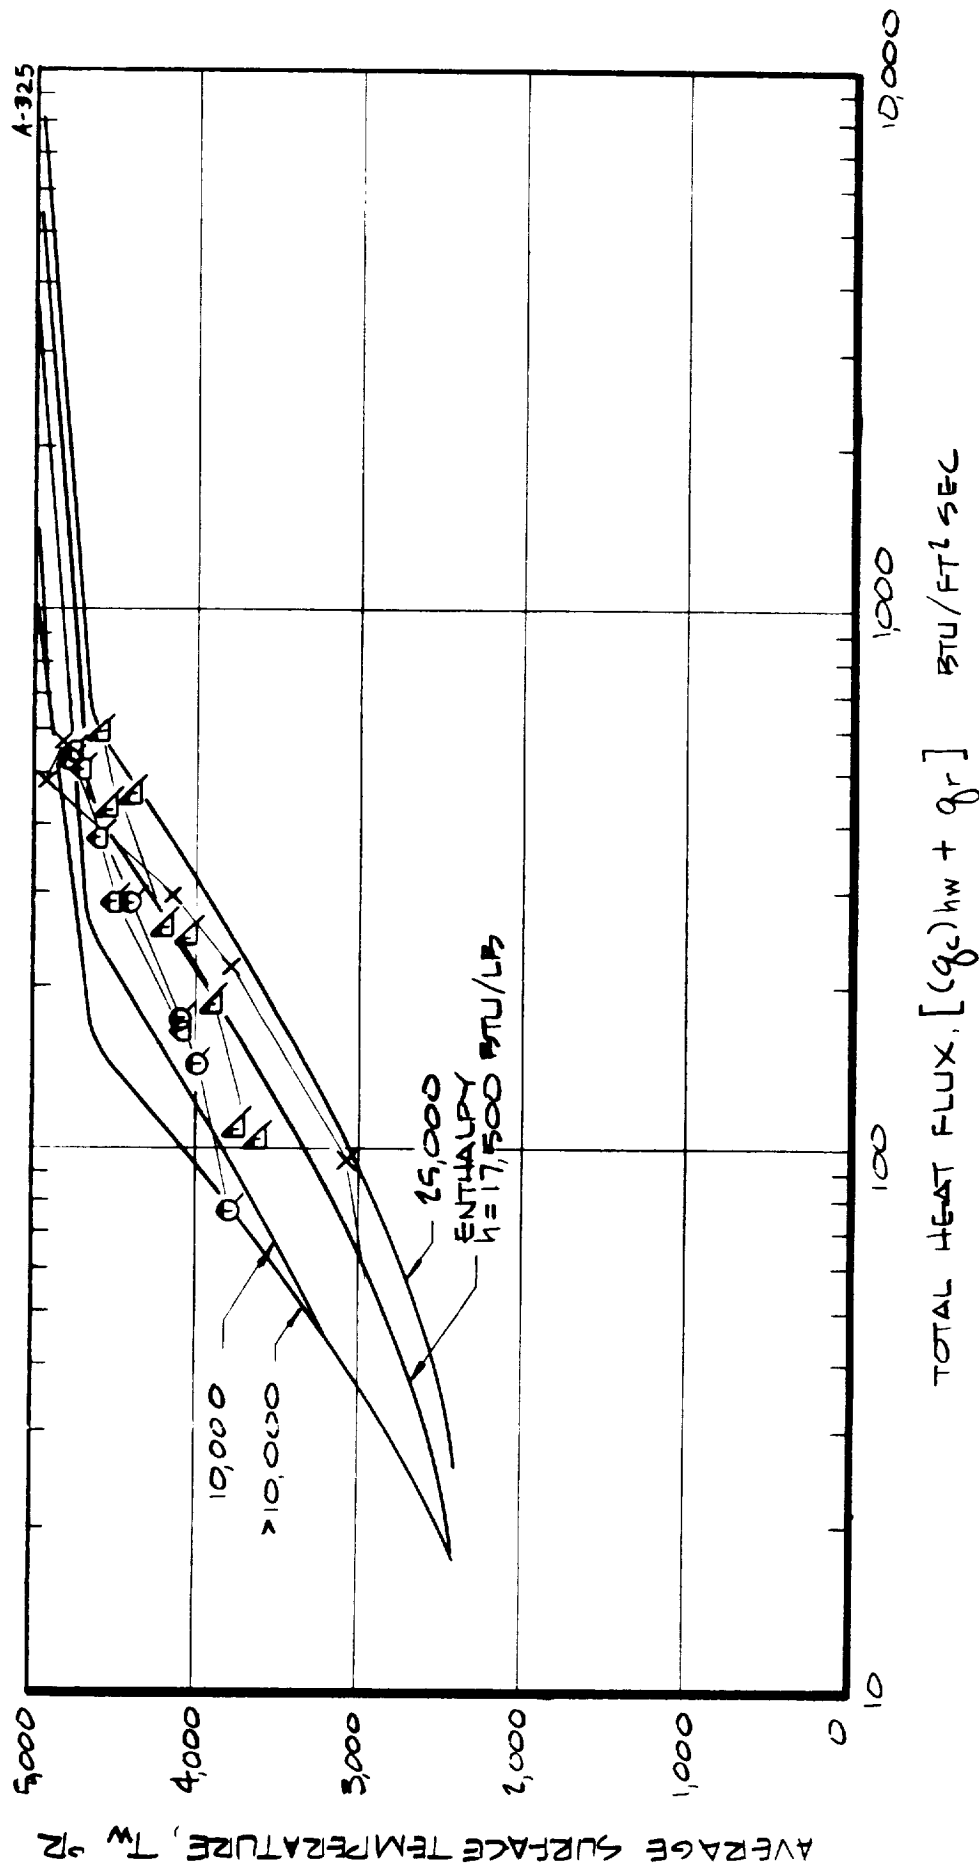 A-325
5,000
4,000
3,000
2,000
1,000
0
AVERAGE SURFACE TEMPERATURE, TW °R
10,000
>10,000
25,000
ENTHALPY
h=17,500 BTU/LB
10
100
1,000
10,000
TOTAL HEAT FLUX, [(qc)hw + qr] BTU/FT² SEC